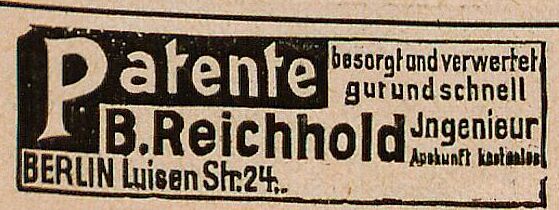 Patente
besorgt und verwertet
gut und schnell
B. Reichhold Jngenieur
Auskunft kostenlos
BERLIN Luisen Str. 24.